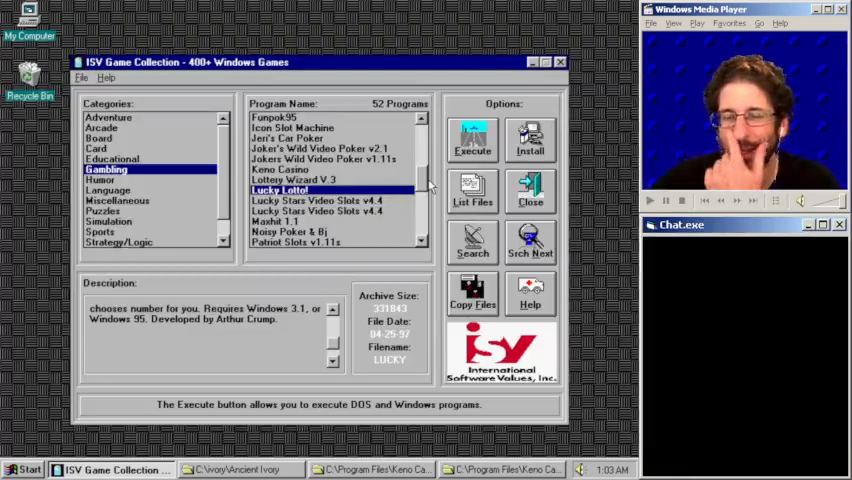 My Computer
Recycle Bin
ISV Game Collection - 400+ Windows Games
File Help
Categories:
Adventure
Arcade
Board
Card
Educational
Gambling
Humor
Language
Miscellaneous
Puzzles
Simulation
Sports
Strategy/Logic
Program Name: 52 Programs
Funpok95
Icon Slot Machine
Jeri's Car Poker
Joker's Wild Video Poker v2.1
Jokers Wild Video Poker v1.11s
Keno Casino
Lottery Wizard V.3
Lucky Lotto!
Lucky Stars Video Slots v4.4
Lucky Stars Video Slots v4.4
Maxhit 1.1
Noisy Poker & Bj
Patriot Slots v1.11s
Options:
Execute
Install
List Files
Close
Search
Srch Next
Copy Files
Help
Description:
chooses number for you. Requires Windows 3.1, or
Windows 95. Developed by Arthur Crump.
Archive Size:
331843
File Date:
04-25-97
Filename:
LUCKY
isv
International
Software Values, Inc.
The Execute button allows you to execute DOS and Windows programs.
Windows Media Player
File View Play Favorites Go Help
Chat.exe
Start
ISV Game Collection ...
C:\ivory\Ancient Ivory
C:\Program Files\Keno Ca...
C:\Program Files\Keno Ca...
1:03 AM